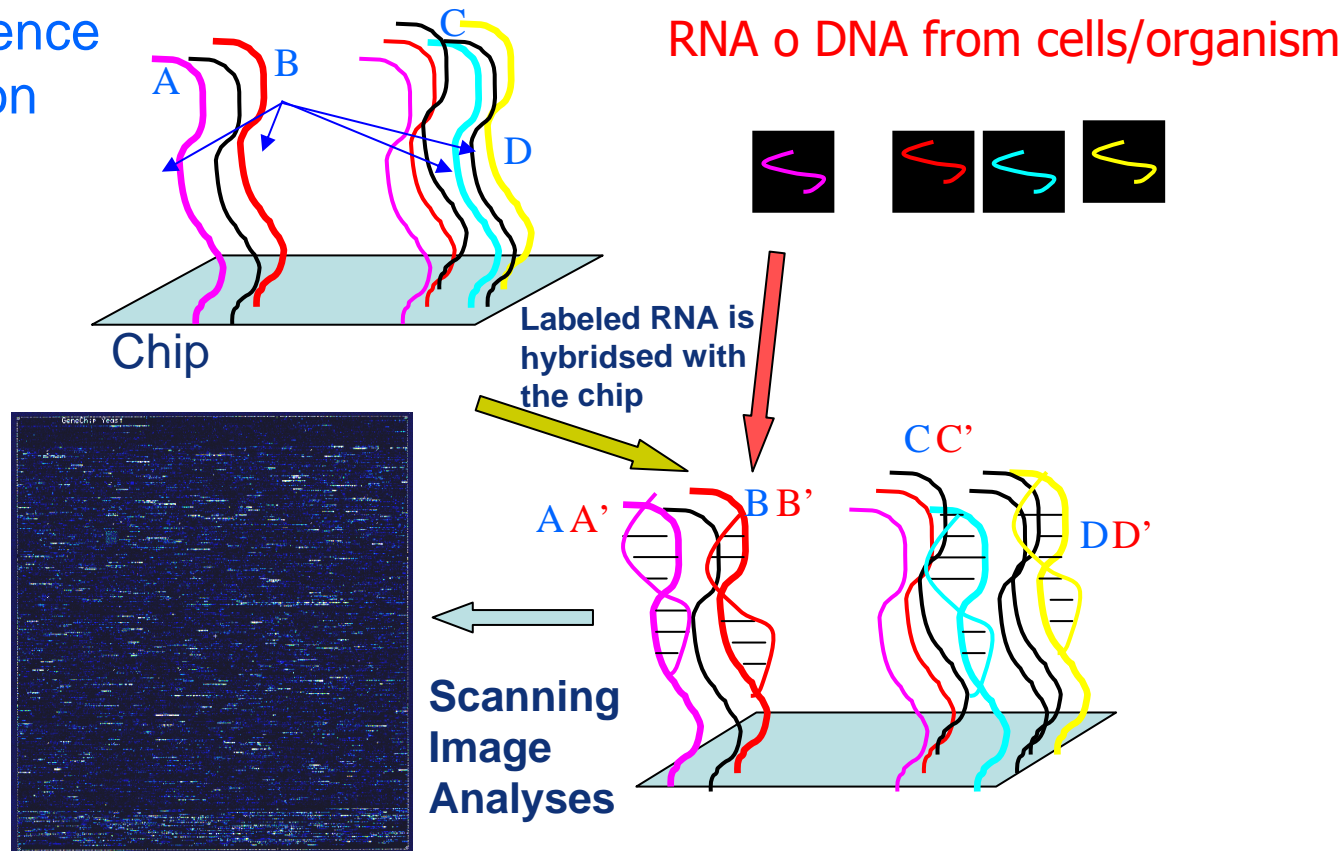 ence
on
A
B
C
D
RNA o DNA from cells/organism
Chip
Labeled RNA is
hybridsed with
the chip
GeneChip Yeast
A A’
B B’
C C’
D D’
Scanning
Image
Analyses